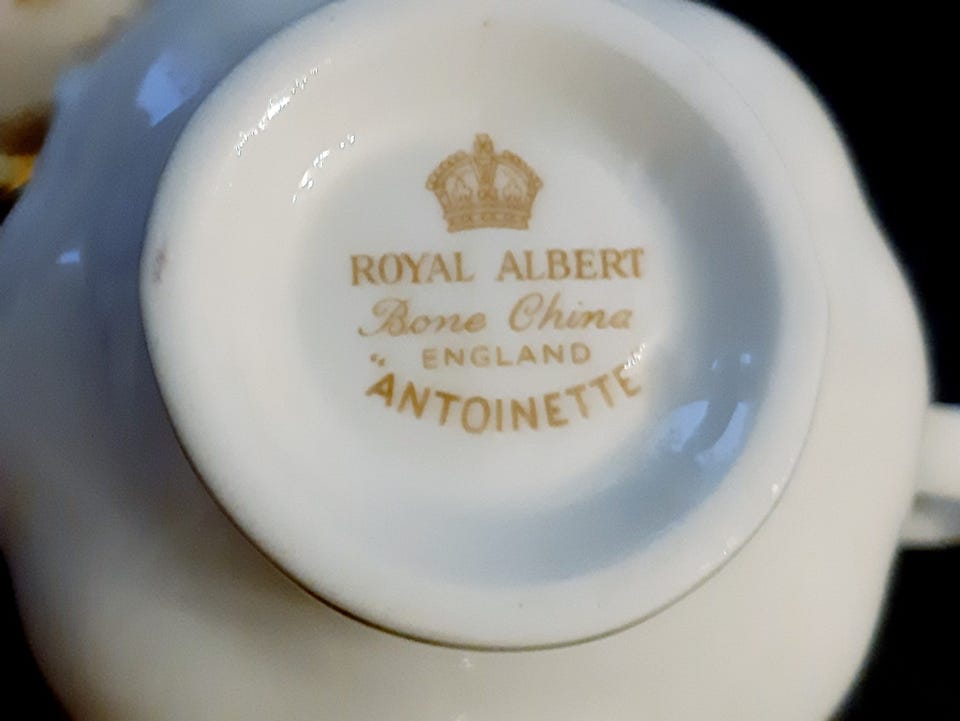 ROYAL ALBERT
Bone China
ENGLAND
"ANTOINETTE"